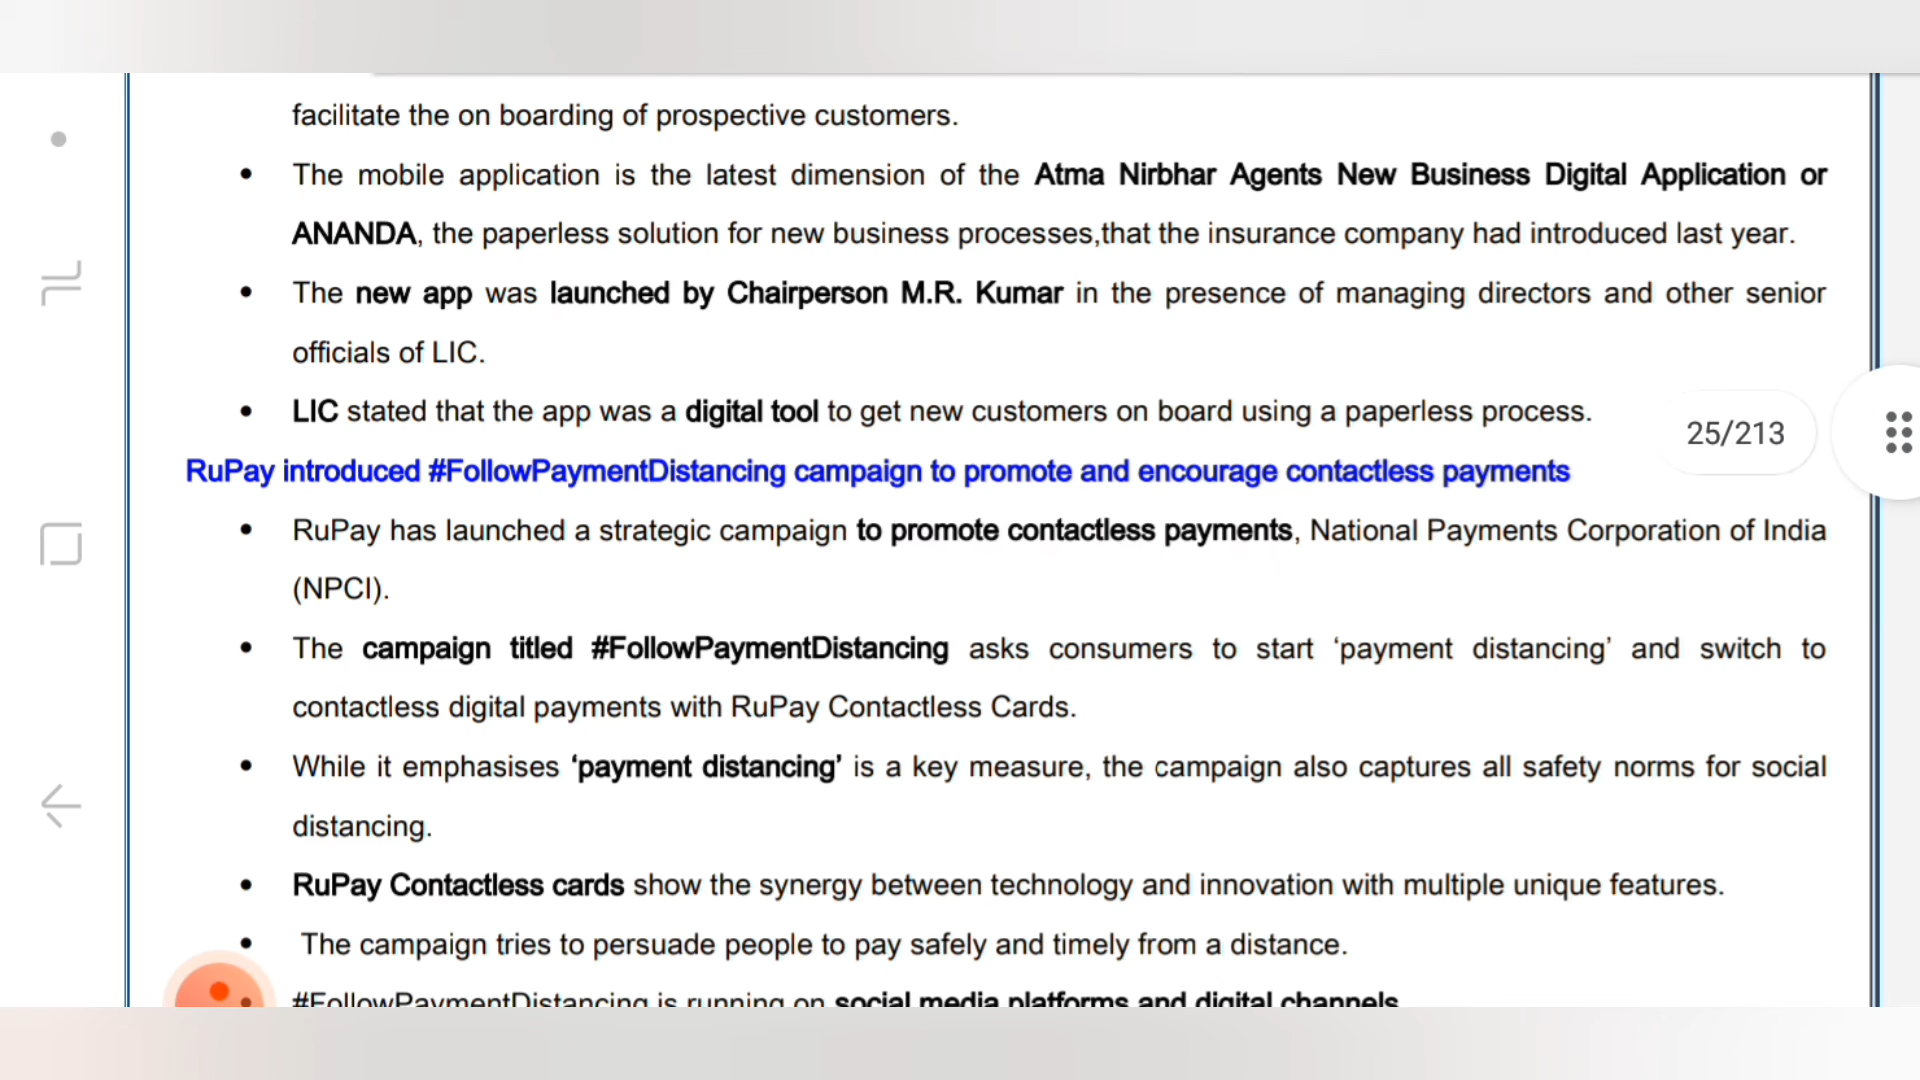 facilitate the on boarding of prospective customers.
• The mobile application is the latest dimension of the Atma Nirbhar Agents New Business Digital Application or
ANANDA, the paperless solution for new business processes,that the insurance company had introduced last year.
• The new app was launched by Chairperson M.R. Kumar in the presence of managing directors and other senior
officials of LIC.
• LIC stated that the app was a digital tool to get new customers on board using a paperless process.
25/213
RuPay introduced #FollowPaymentDistancing campaign to promote and encourage contactless payments
• RuPay has launched a strategic campaign to promote contactless payments, National Payments Corporation of India
(NPCI).
• The campaign titled #FollowPaymentDistancing asks consumers to start ‘payment distancing’ and switch to
contactless digital payments with RuPay Contactless Cards.
• While it emphasises ‘payment distancing’ is a key measure, the campaign also captures all safety norms for social
distancing.
• RuPay Contactless cards show the synergy between technology and innovation with multiple unique features.
• The campaign tries to persuade people to pay safely and timely from a distance.
• #FollowPaymentDistancing is running on social media platforms and digital channels